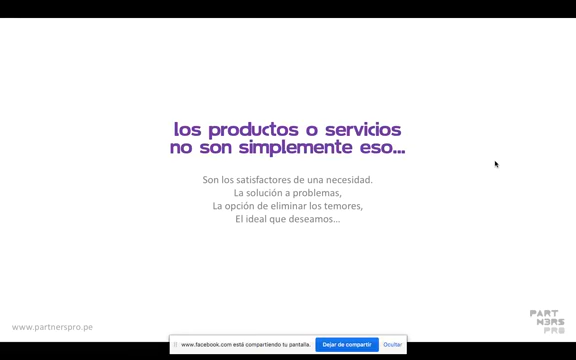 los productos o servicios
no son simplemente eso...
Son los satisfactores de una necesidad.
La solución a problemas,
La opción de eliminar los temores,
El ideal que deseamos...
www.partnerspro.pe
PART
N3RS
PRO
www.facebook.com está compartiendo tu pantalla.
Dejar de compartir
Ocultar